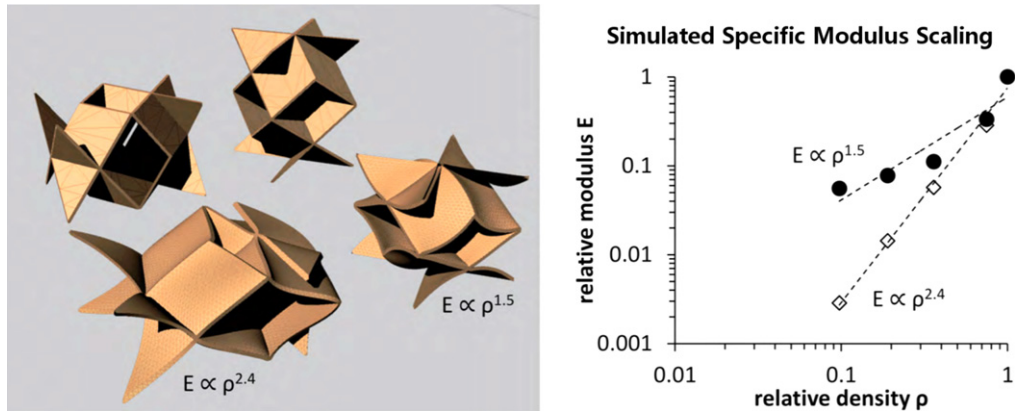 E ∝ ρ^1.5
E ∝ ρ^2.4
Simulated Specific Modulus Scaling
relative modulus E
1
0.1
0.01
0.001
E ∝ ρ^1.5
E ∝ ρ^2.4
0.01
0.1
1
relative density ρ